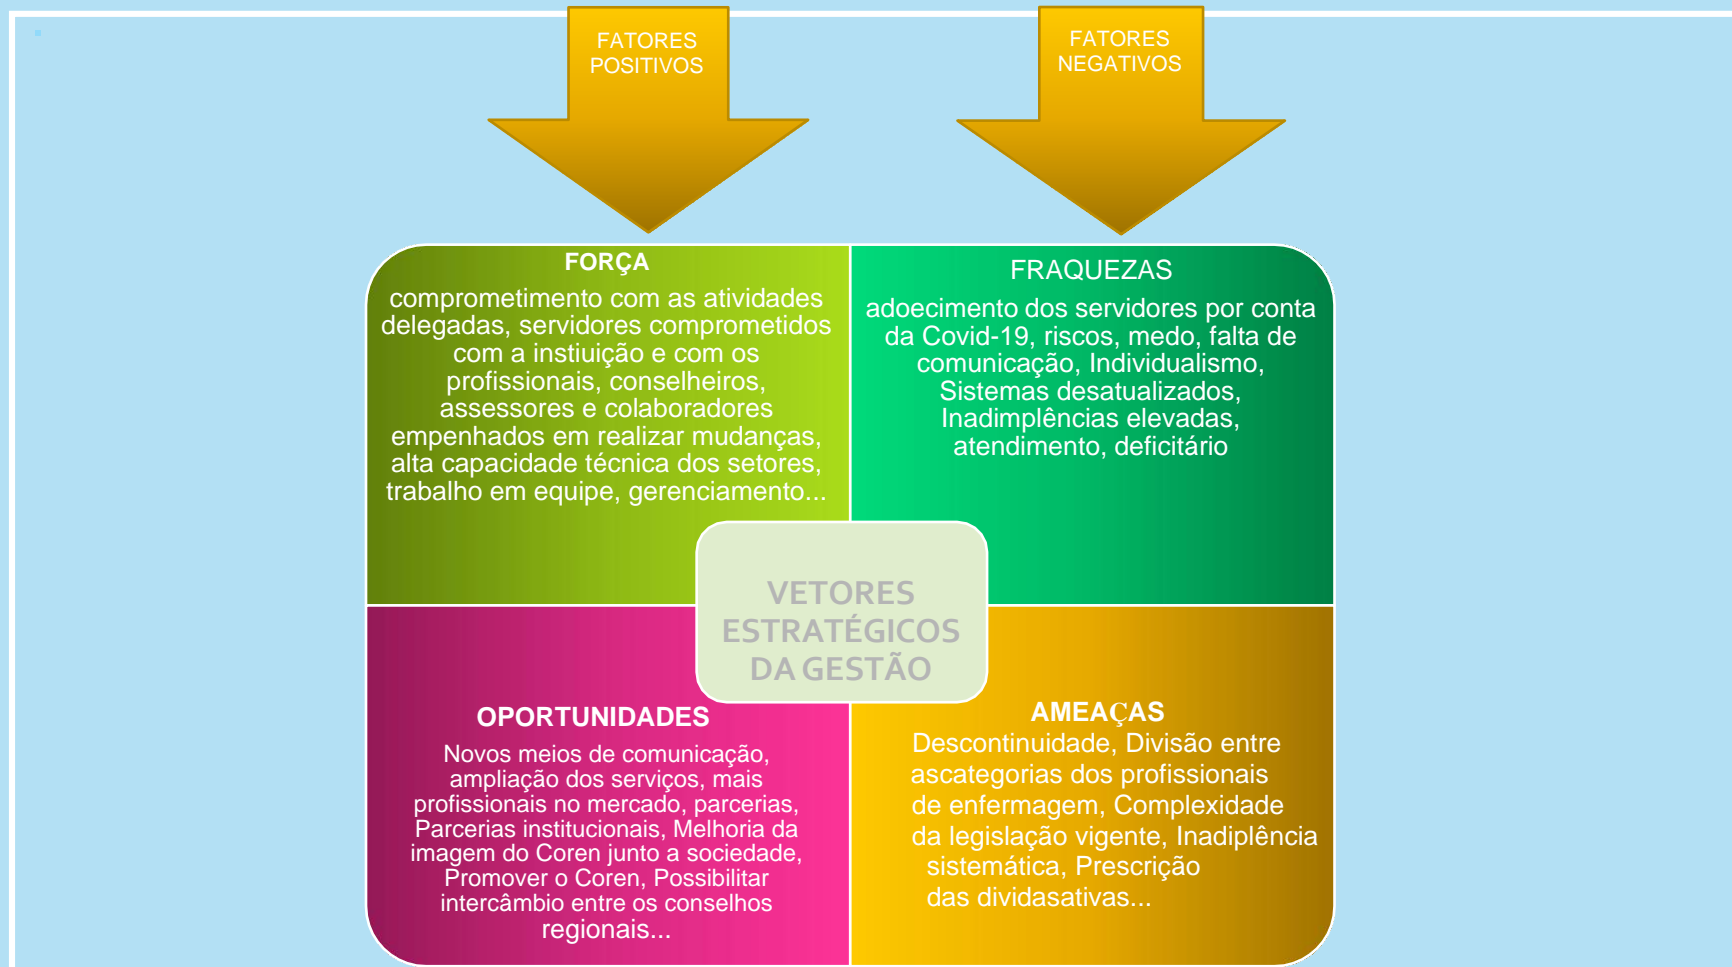 FATORES
POSITIVOS
FATORES
NEGATIVOS
FORÇA
comprometimento com as atividades
delegadas, servidores comprometidos
com a instiuição e com os
profissionais, conselheiros,
assessores e colaboradores
empenhados em realizar mudanças,
alta capacidade técnica dos setores,
trabalho em equipe, gerenciamento...
FRAQUEZAS
adoecimento dos servidores por conta
da Covid-19, riscos, medo, falta de
comunicação, Individualismo,
Sistemas desatualizados,
Inadimplências elevadas,
atendimento, deficitário
VETORES
ESTRATÉGICOS
DA GESTÃO
OPORTUNIDADES
Novos meios de comunicação,
ampliação dos serviços, mais
profissionais no mercado, parcerias,
Parcerias institucionais, Melhoria da
imagem do Coren junto a sociedade,
Promover o Coren, Possibilitar
intercâmbio entre os conselhos
regionais...
AMEAÇAS
Descontinuidade, Divisão entre
ascategorias dos profissionais
de enfermagem, Complexidade
da legislação vigente, Inadiplência
sistemática, Prescrição
das dividasativas...